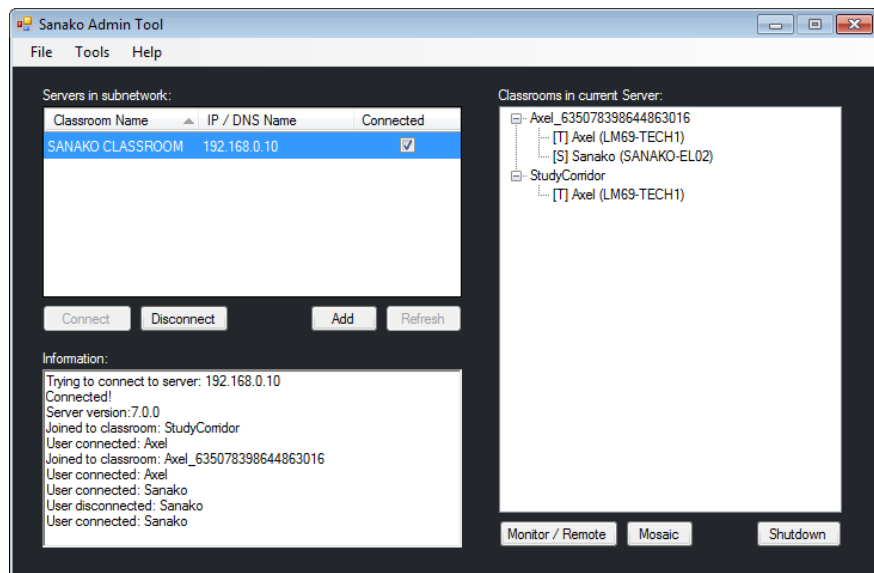 Sanako Admin Tool
File Tools Help
Servers in subnetwork:
Classroom Name IP / DNS Name Connected
SANAKO CLASSROOM 192.168.0.10
Connect Disconnect Add Refresh
Information:
Trying to connect to server: 192.168.0.10
Connected!
Server version:7.0.0
Joined to classroom: StudyCorridor
User connected: Axel
Joined to classroom: Axel_635078398644863016
User connected: Axel
User connected: Sanako
User disconnected: Sanako
User connected: Sanako
Classrooms in current Server:
Axel_635078398644863016
[T] Axel (LM69-TECH1)
[S] Sanako (SANAKO-EL02)
StudyCorridor
[T] Axel (LM69-TECH1)
Monitor / Remote Mosaic Shutdown